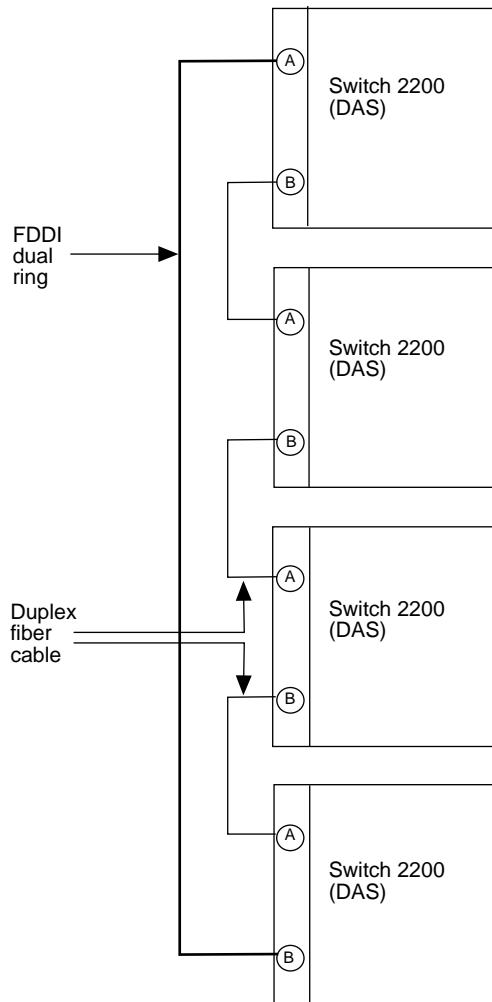 A
Switch 2200
(DAS)
B
FDDI
dual
ring
A
Switch 2200
(DAS)
B
A
Duplex
fiber
cable
Switch 2200
(DAS)
B
A
Switch 2200
(DAS)
B